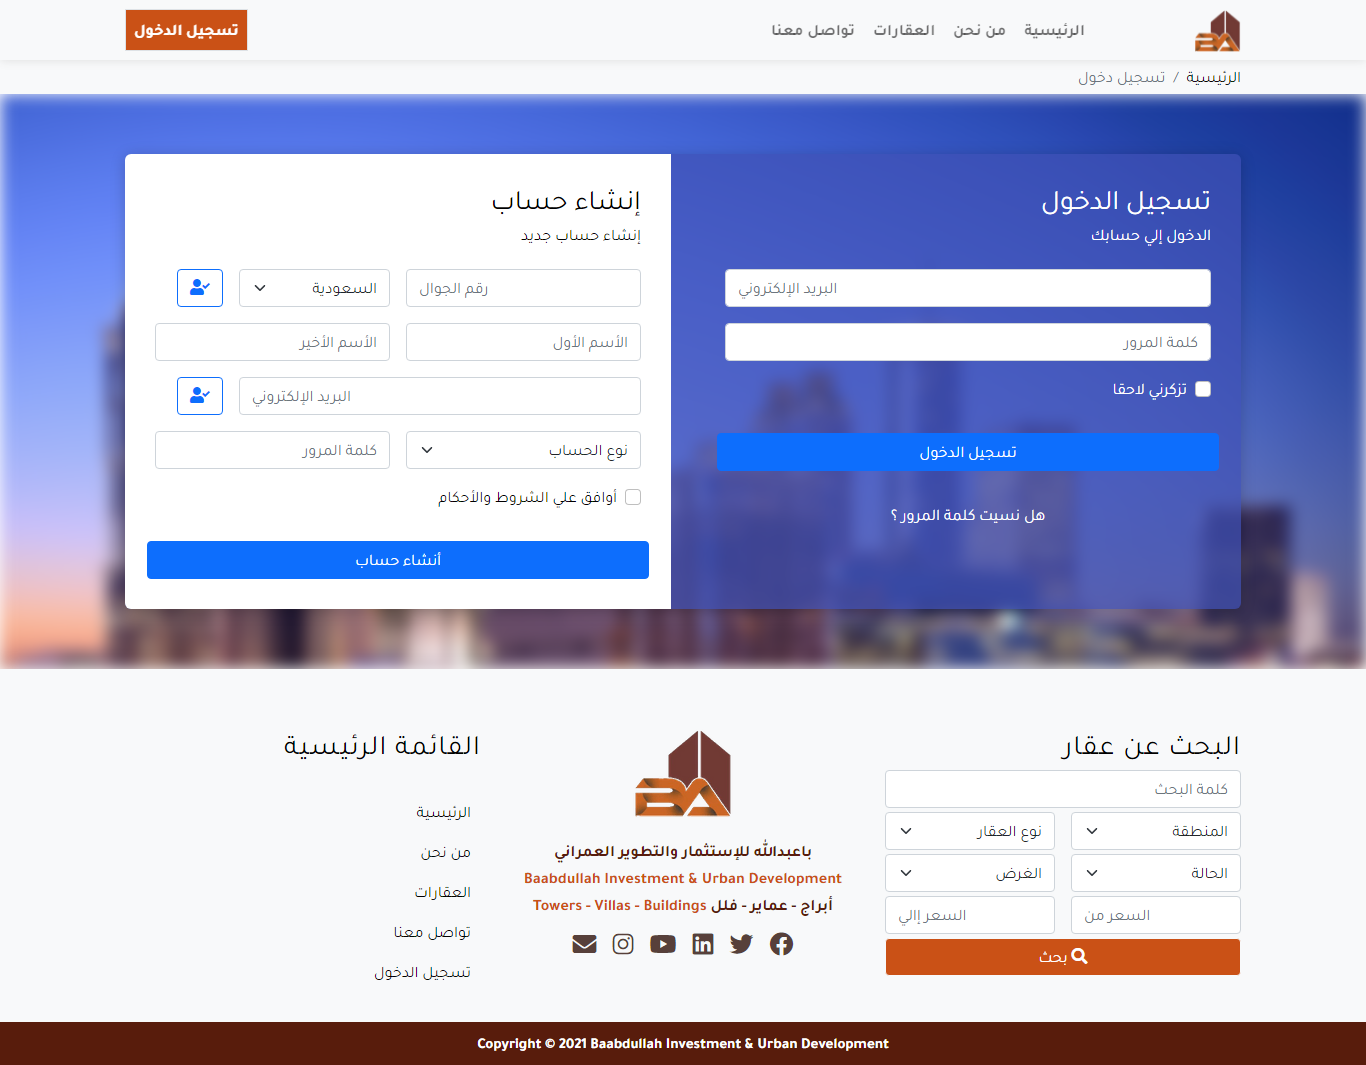 الرئيسية
من نحن
العقارات
تواصل معنا
تسجيل الدخول
الرئيسية / تسجيل دخول
تسجيل الدخول
الدخول إلي حسابك
البريد الإلكتروني
كلمة المرور
تزكرني لاحقا
تسجيل الدخول
هل نسيت كلمة المرور ؟
إنشاء حساب
إنشاء حساب جديد
رقم الجوال
السعودية
الأسم الأول
الأسم الأخير
البريد الإلكتروني
نوع الحساب
كلمة المرور
أوافق علي الشروط والأحكام
أنشاء حساب
البحث عن عقار
كلمة البحث
المنطقة
نوع العقار
الحالة
الغرض
السعر من
السعر إالي
بحث
BA
باعبدالله للإستثمار والتطوير العمراني
Baabdullah Investment & Urban Development
أبراج - عماير - فلل Towers - Villas - Buildings
القائمة الرئيسية
الرئيسية
من نحن
العقارات
تواصل معنا
تسجيل الدخول
Copyright © 2021 Baabdullah Investment & Urban Development